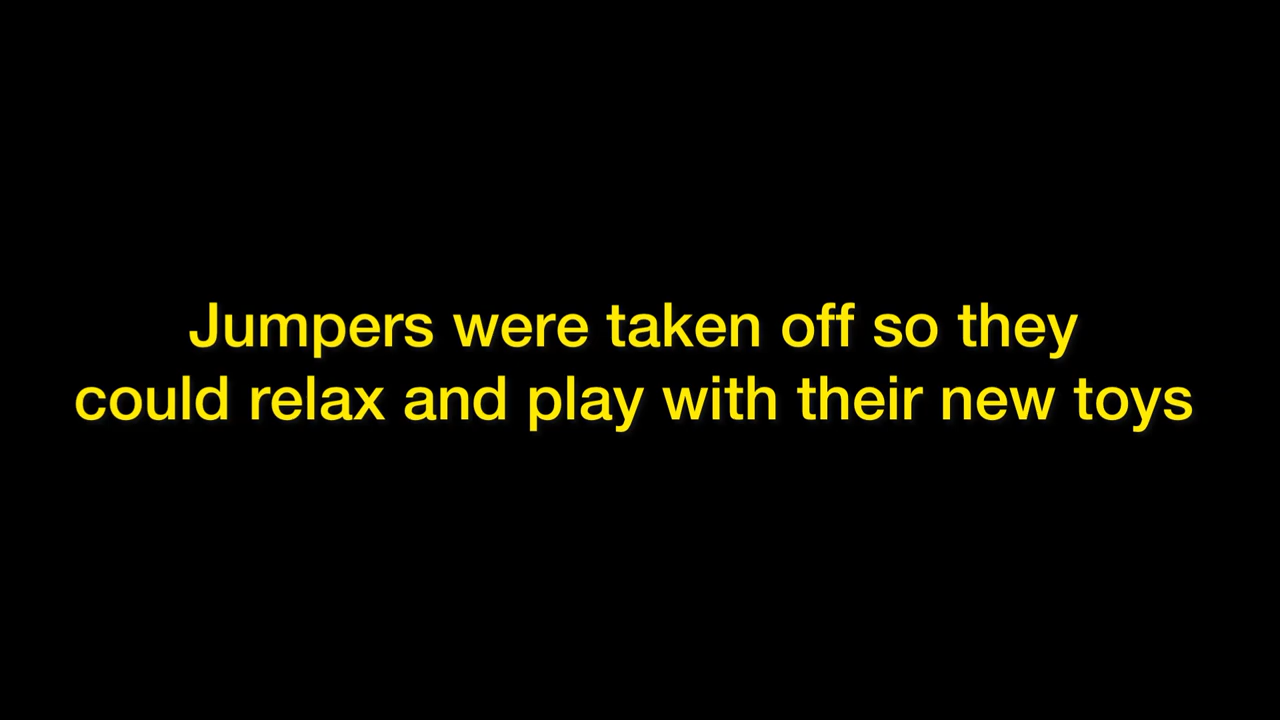 Jumpers were taken off so they
could relax and play with their new toys